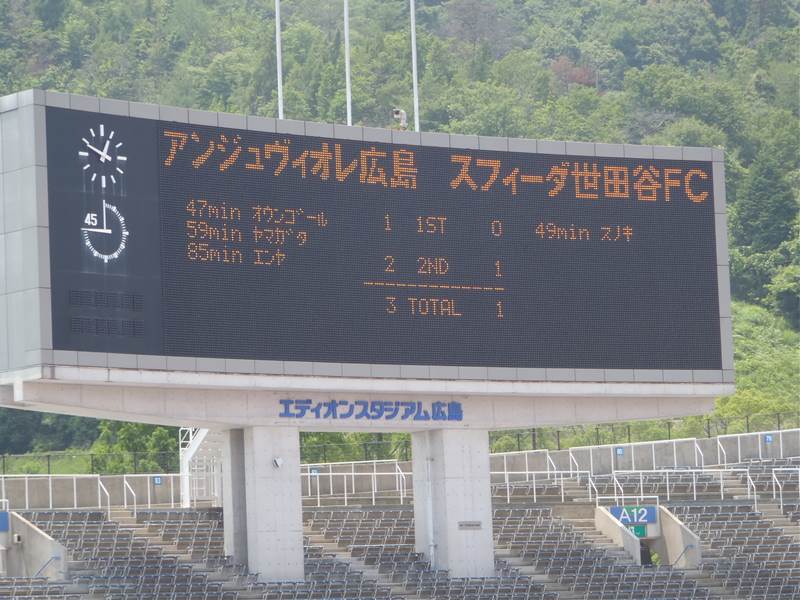 アンジュヴィオレ広島 スフィーダ世田谷FC
47min オウンゴール 1 1ST 0 49min スノキ
59min ヤマガタ
85min エンヤ 2 2ND 1
3 TOTAL 1
45
エディオンスタジアム広島
A12